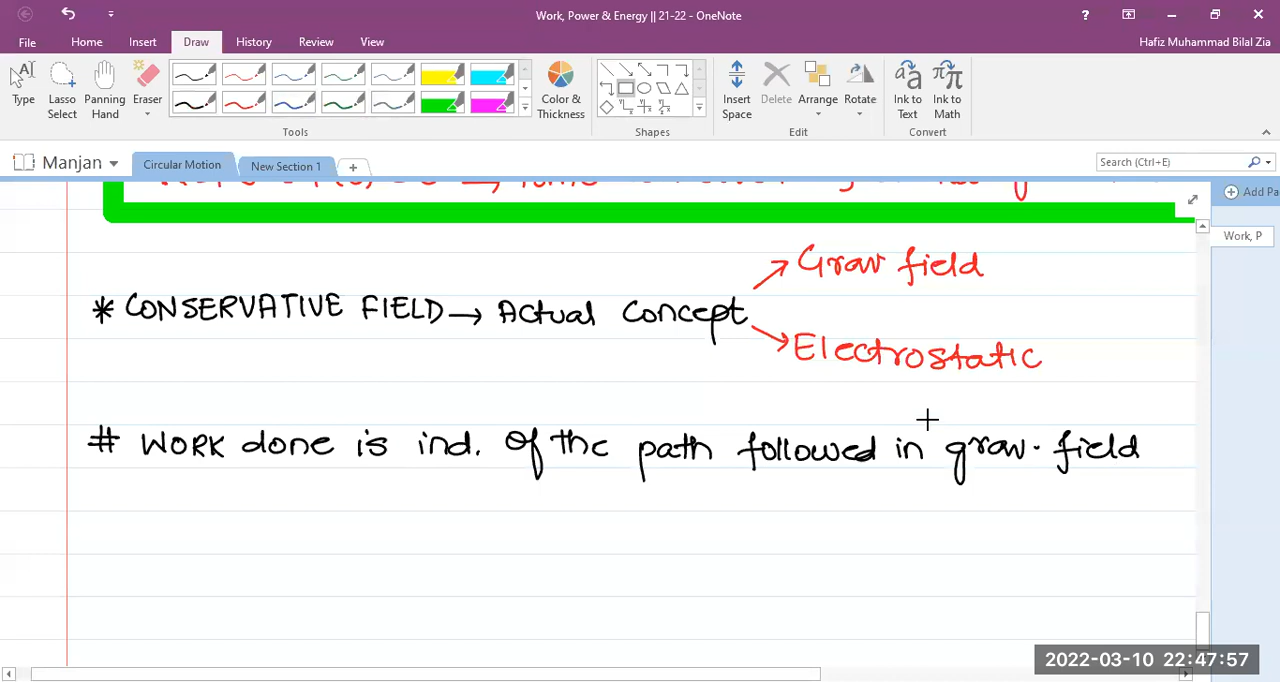 Work, Power & Energy || 21-22 - OneNote
File Home Insert Draw History Review View Hafiz Muhammad Bilal Zia
Type Lasso Select Panning Hand Eraser Color & Thickness Insert Space Delete Arrange Rotate Ink to Text Ink to Math
Tools Shapes Edit Convert
Manjan Circular Motion New Section 1 Search (Ctrl+E)
Add Pa
Work, P
Grav field
* CONSERVATIVE FIELD → Actual Concept
Electrostatic
# WORK done is ind. Of the path followed in grav. field
2022-03-10 22:47:57